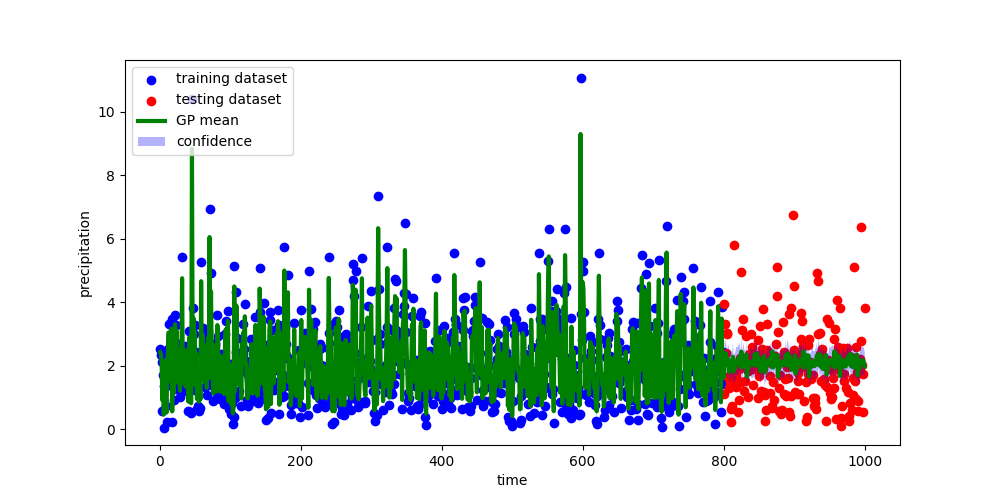 training dataset
testing dataset
GP mean
confidence
10
8
6
4
2
0
precipitation
0 200 400 600 800 1000
time